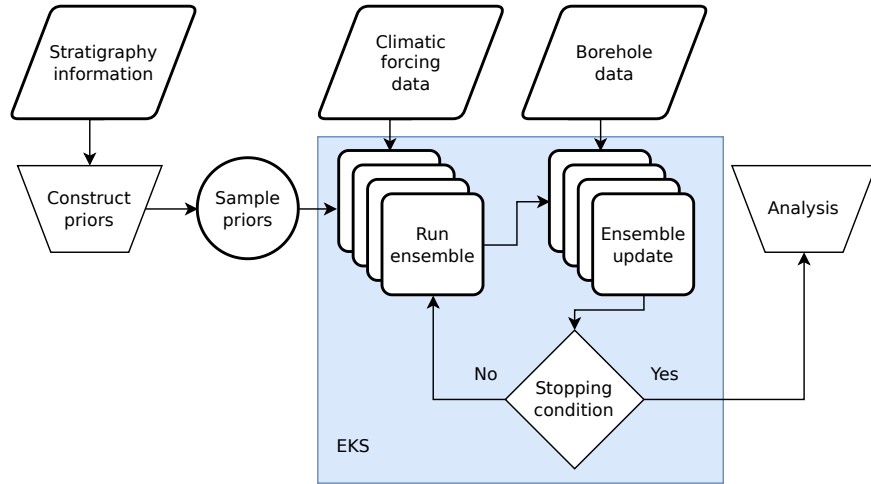 Stratigraphy
information
Climatic
forcing
data
Borehole
data
Construct
priors
Sample
priors
Run
ensemble
Ensemble
update
Analysis
No
Stopping
condition
Yes
EKS